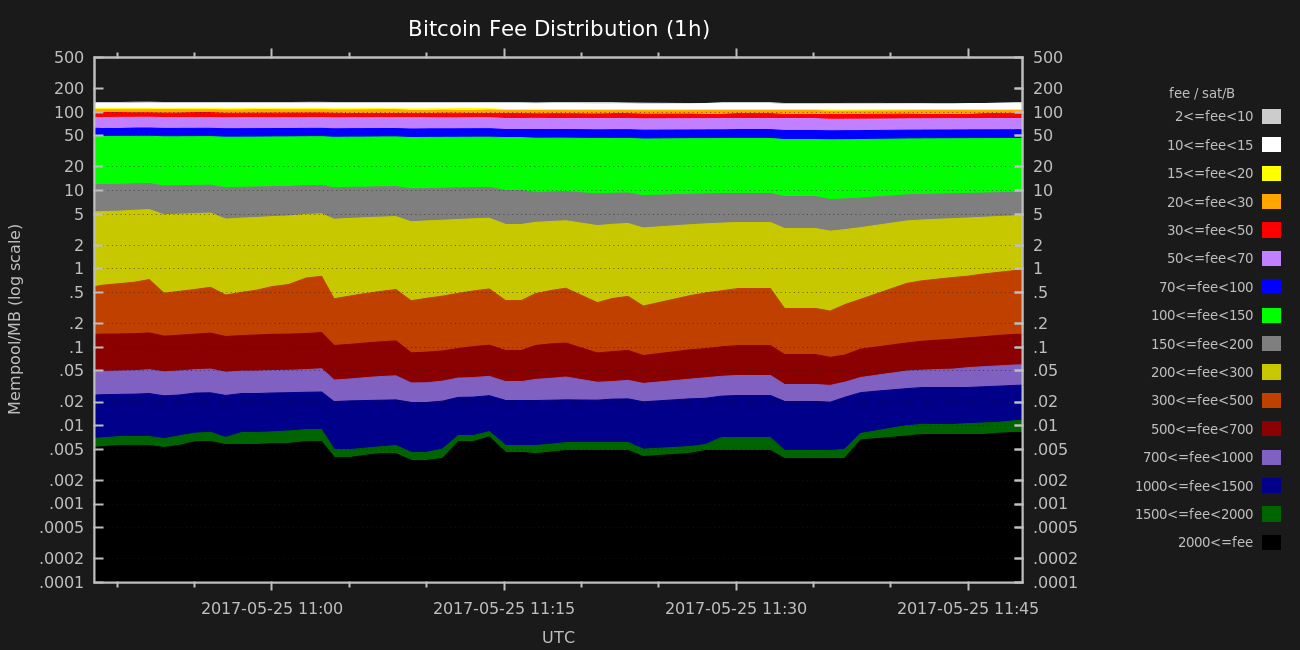 Bitcoin Fee Distribution (1h)
500
200
100
50
20
10
5
2
1
.5
.2
.1
.05
.02
.01
.005
.002
.001
.0005
.0002
.0001
Mempool/MB (log scale)
500
200
100
50
20
10
5
2
1
.5
.2
.1
.05
.02
.01
.005
.002
.001
.0005
.0002
.0001
2017-05-25 11:00
2017-05-25 11:15
2017-05-25 11:30
2017-05-25 11:45
UTC
fee / sat/B
2<=fee<10
10<=fee<15
15<=fee<20
20<=fee<30
30<=fee<50
50<=fee<70
70<=fee<100
100<=fee<150
150<=fee<200
200<=fee<300
300<=fee<500
500<=fee<700
700<=fee<1000
1000<=fee<1500
1500<=fee<2000
2000<=fee